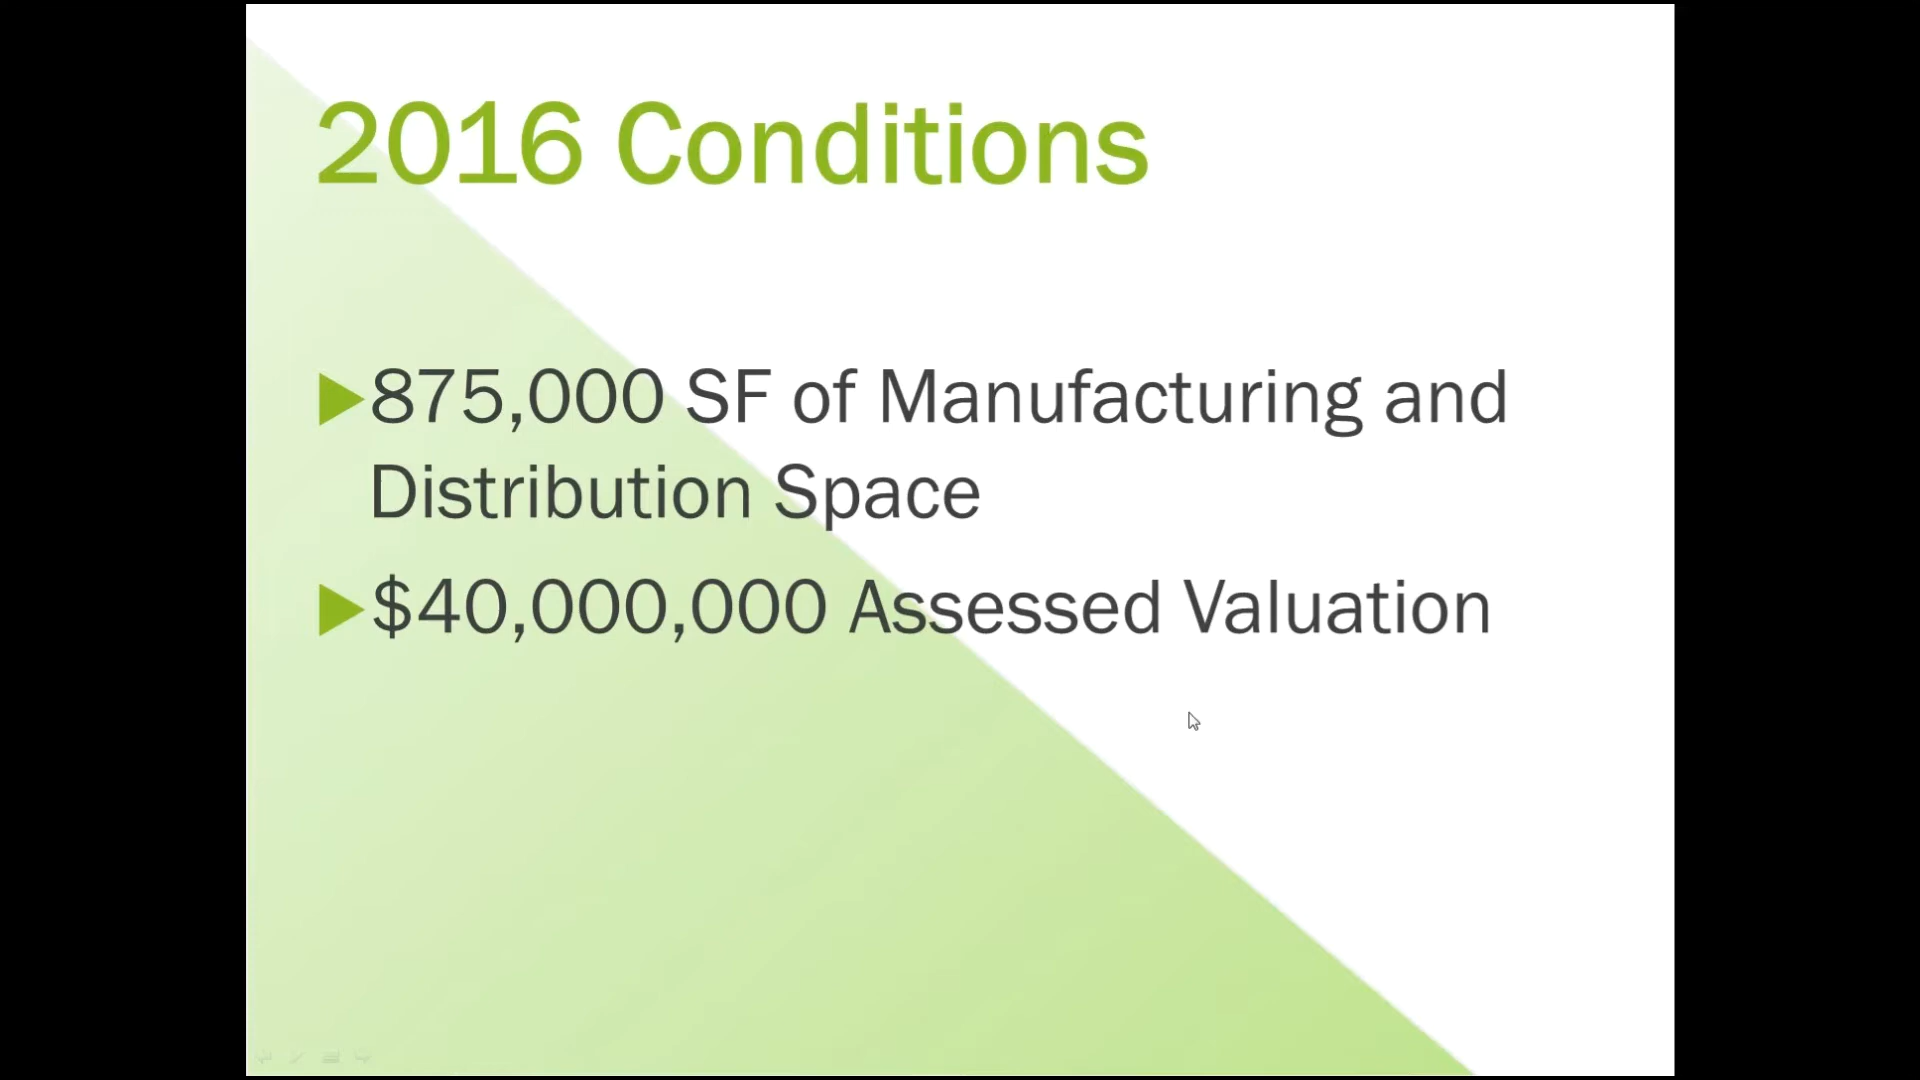 2016 Conditions
875,000 SF of Manufacturing and
Distribution Space
$40,000,000 Assessed Valuation